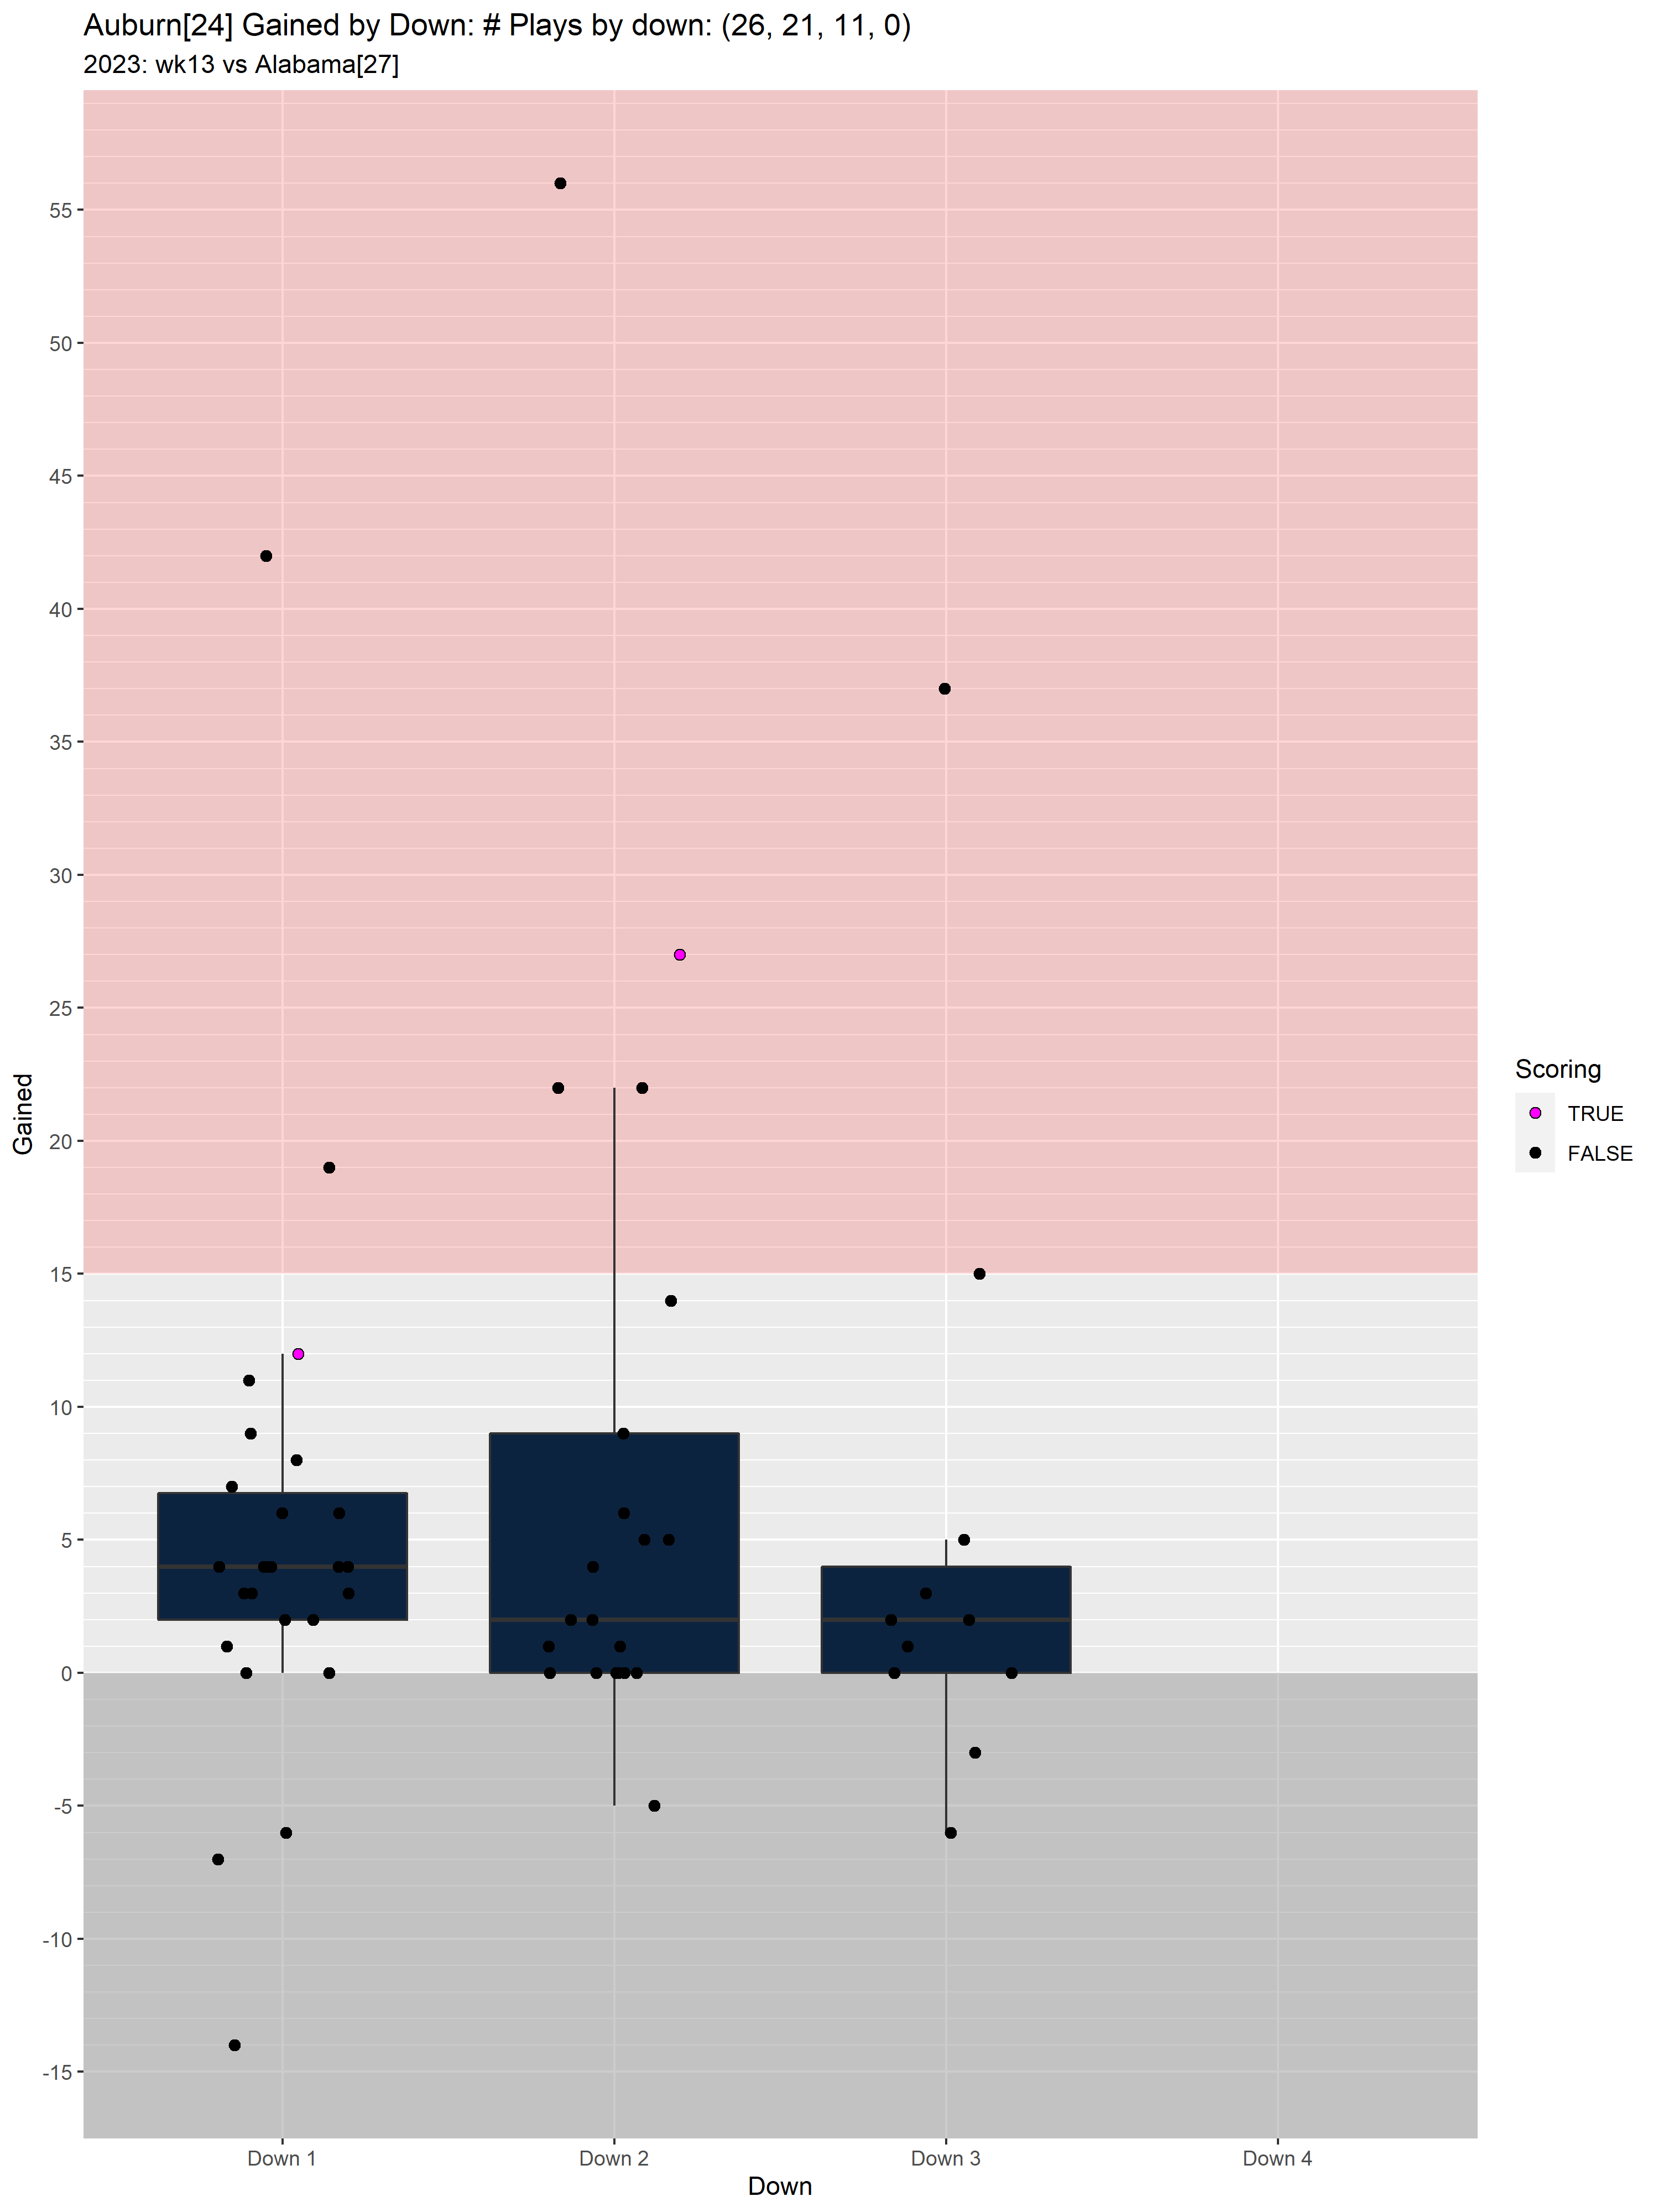 Auburn[24] Gained by Down: # Plays by down: (26, 21, 11, 0)
2023: wk13 vs Alabama[27]
55
50
45
40
35
30
25
20
15
10
5
0
-5
-10
-15
Gained
Down 1
Down 2
Down 3
Down 4
Down
Scoring
TRUE
FALSE